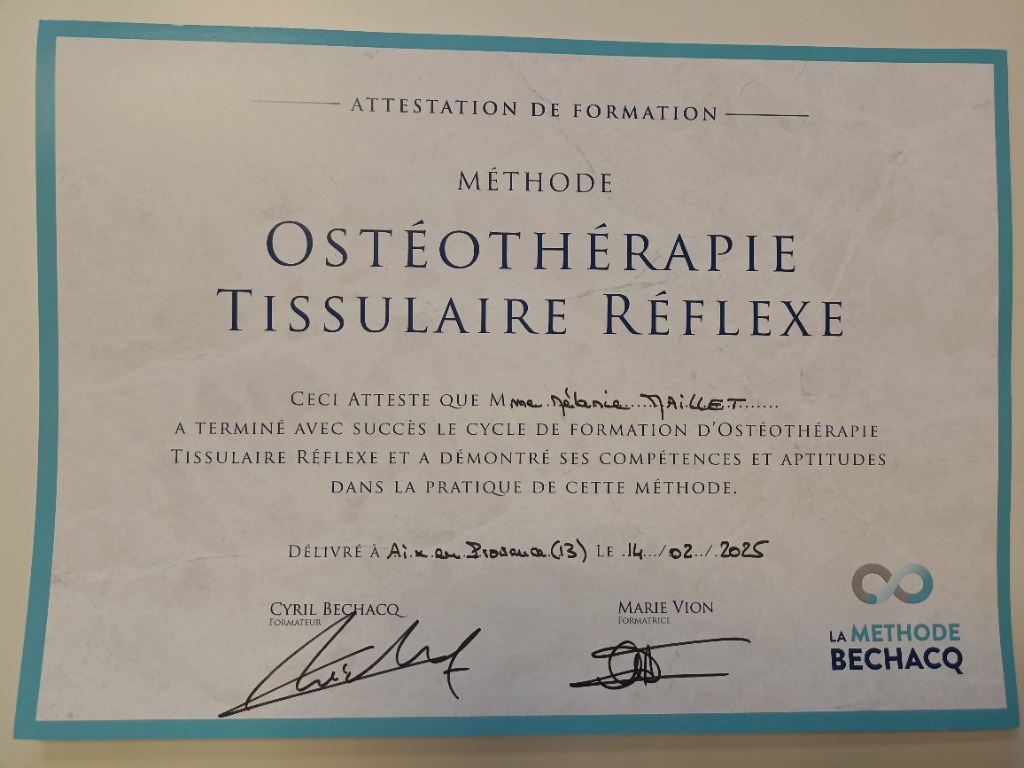 ATTESTATION DE FORMATION
MÉTHODE
OSTÉOTHÉRAPIE
TISSULAIRE RÉFLEXE
CECI ATTESTE QUE Mme Mélanie MAILLET
A TERMINÉ AVEC SUCCÈS LE CYCLE DE FORMATION D'OSTÉOTHÉRAPIE
TISSULAIRE RÉFLEXE ET A DÉMONTRÉ SES COMPÉTENCES ET APTITUDES
DANS LA PRATIQUE DE CETTE MÉTHODE.
DÉLIVRÉ À Aix en Provence (13) LE 14/02/2025
CYRIL BECHACQ MARIE VION
FORMATEUR FORMATRICE
LA METHODE
BECHACQ